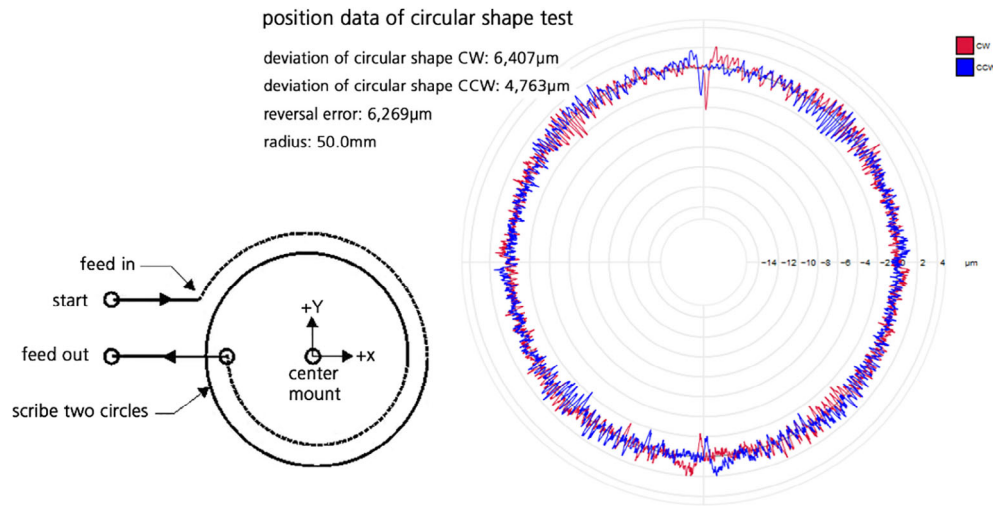 position data of circular shape test
deviation of circular shape CW: 6,407µm
deviation of circular shape CCW: 4,763µm
reversal error: 6,269µm
radius: 50.0mm
CW
CCW
feed in
start
feed out
scribe two circles
+Y
+x
center
mount
-14 -12 -10 -8 -6 -4 -2 0 2 4 µm